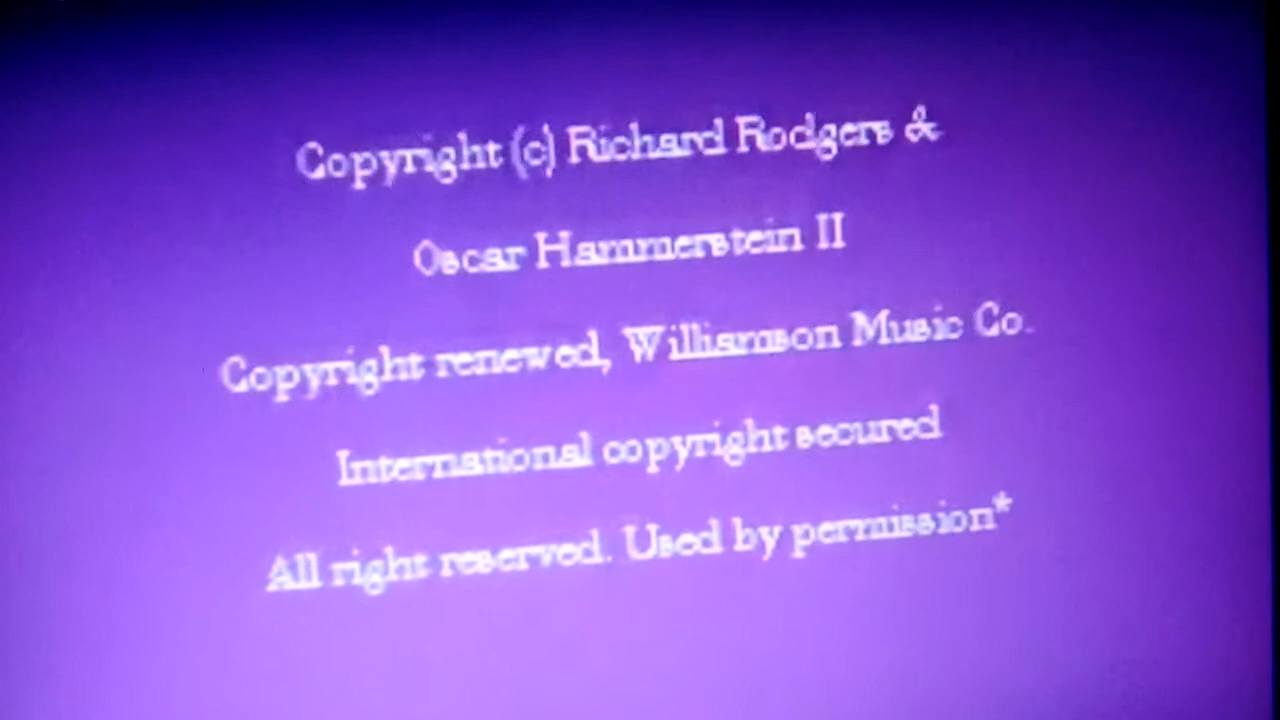 Copyright (c) Richard Rodgers &
Oscar Hammerstein II
Copyright renewed, Williamson Music Co.
International copyright secured
All right reserved. Used by permission*